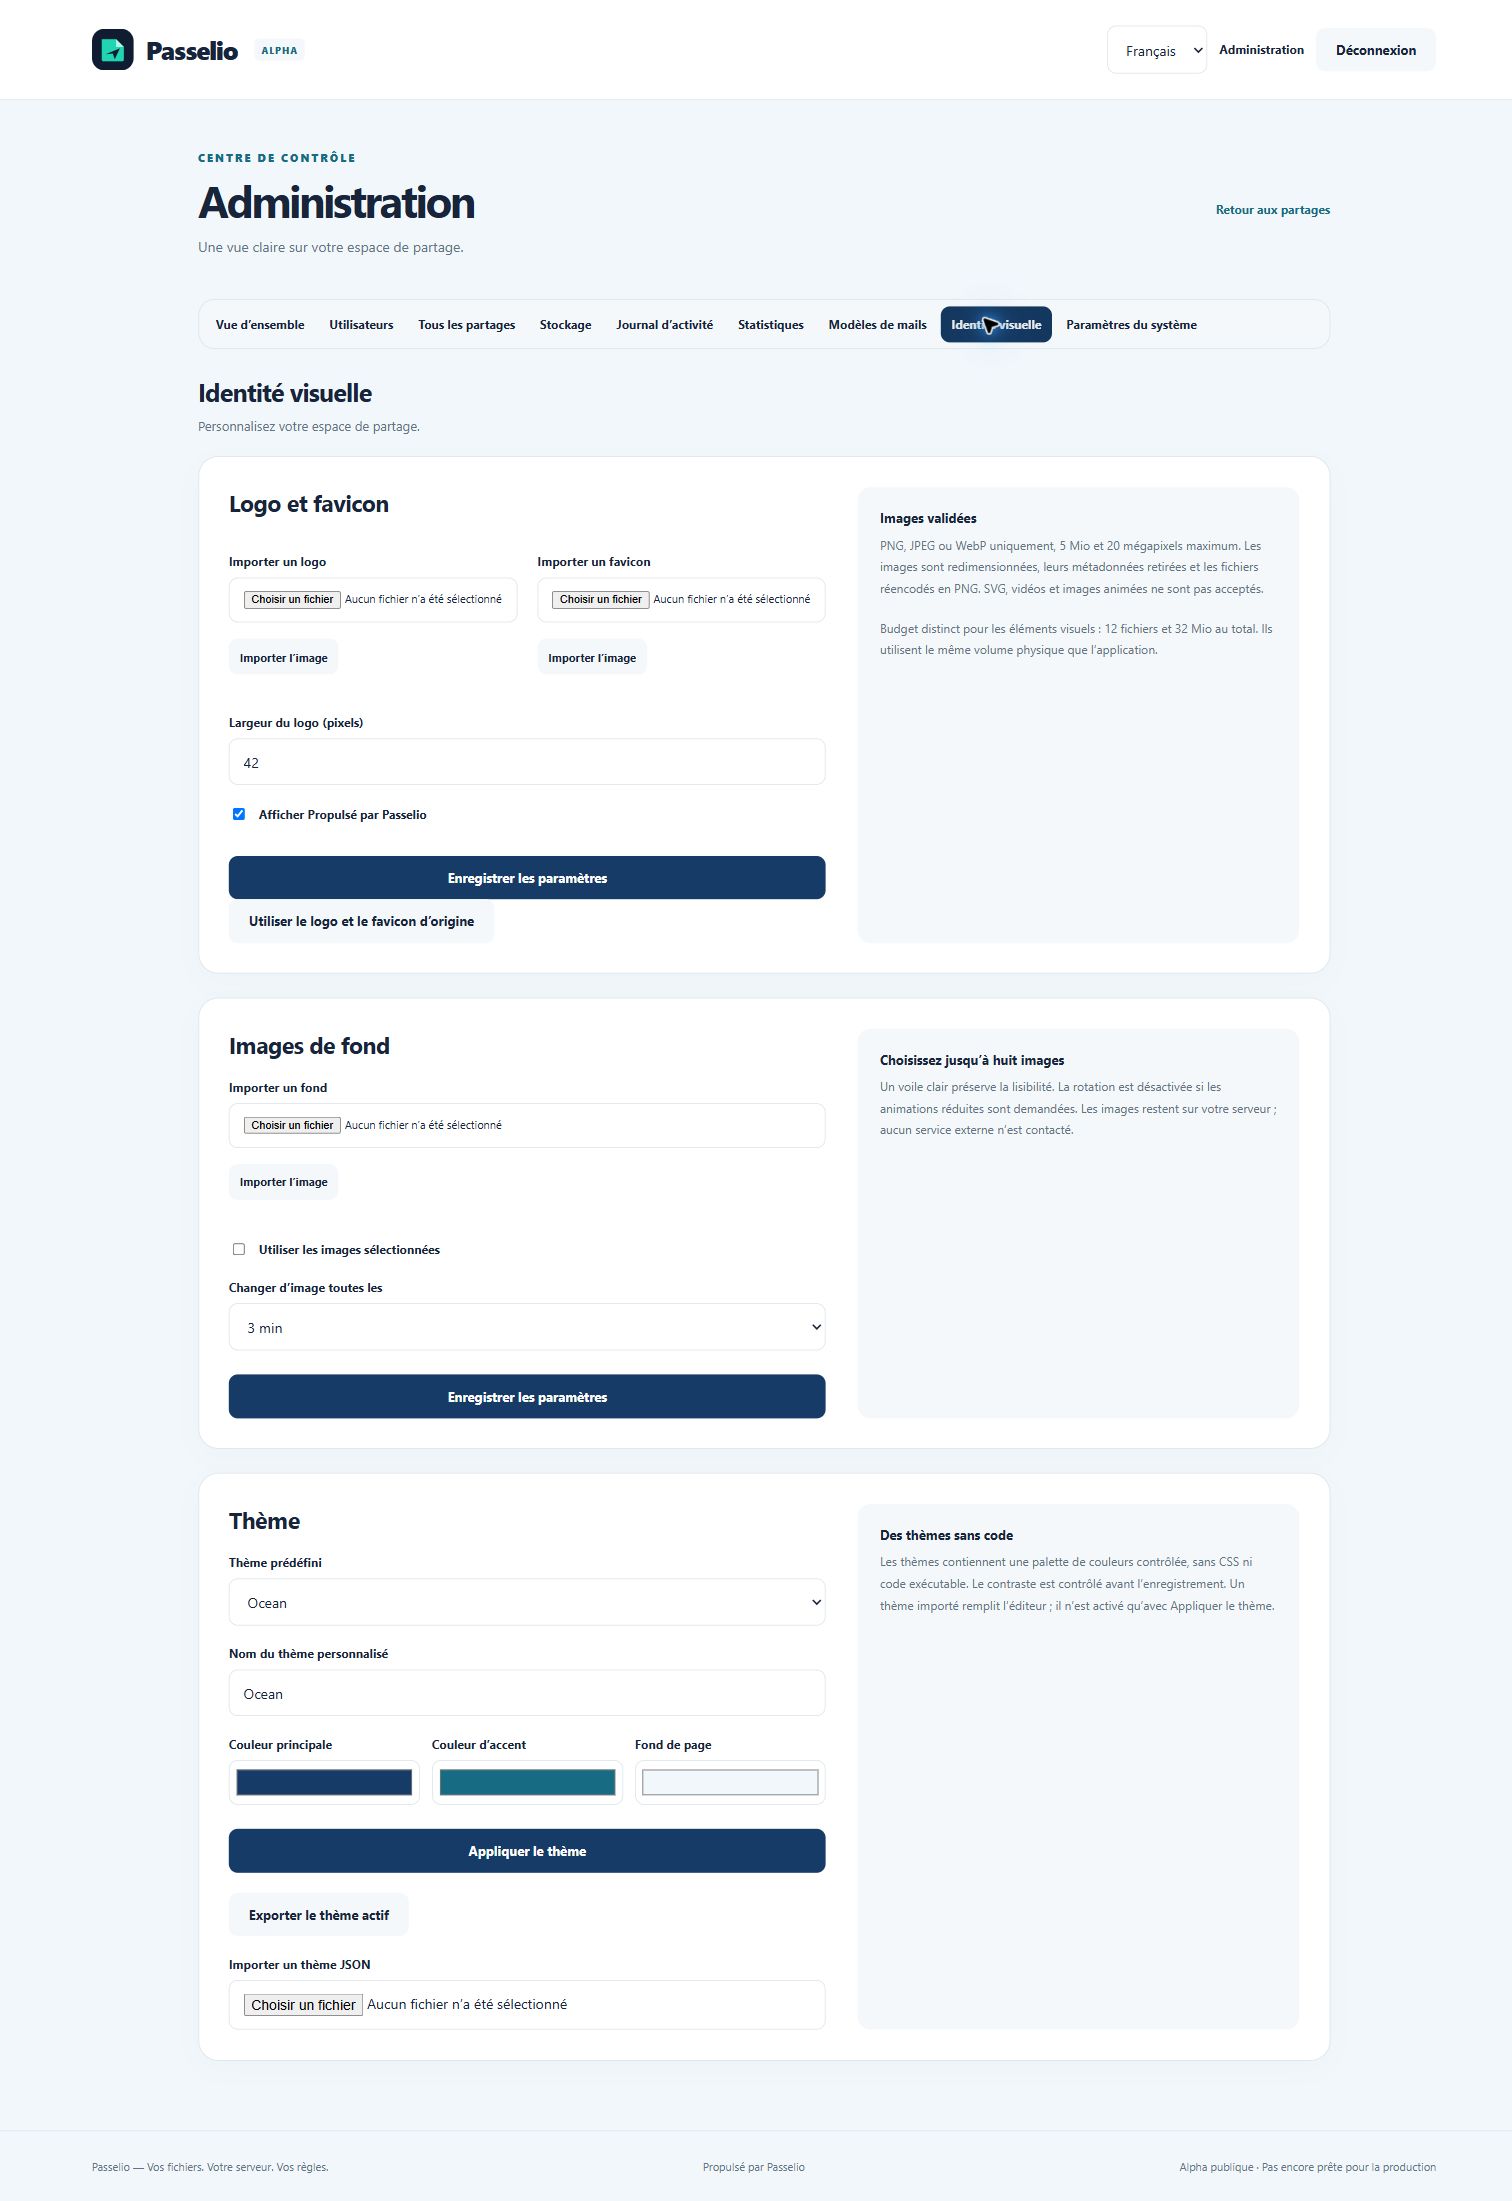 Passelio ALPHA
Français Administration Déconnexion
CENTRE DE CONTRÔLE
Administration
Retour aux partages
Une vue claire sur votre espace de partage.
Vue d’ensemble Utilisateurs Tous les partages Stockage Journal d’activité Statistiques Modèles de mails Identité visuelle Paramètres du système
Identité visuelle
Personnalisez votre espace de partage.
Logo et favicon
Importer un logo Importer un favicon
Choisir un fichier Aucun fichier n’a été sélectionné Choisir un fichier Aucun fichier n’a été sélectionné
Importer l’image Importer l’image
Largeur du logo (pixels)
42
Afficher Propulsé par Passelio
Enregistrer les paramètres
Utiliser le logo et le favicon d’origine
Images validées
PNG, JPEG ou WebP uniquement, 5 Mio et 20 mégapixels maximum. Les
images sont redimensionnées, leurs métadonnées retirées et les fichiers
réencodés en PNG. SVG, vidéos et images animées ne sont pas acceptés.
Budget distinct pour les éléments visuels : 12 fichiers et 32 Mio au total. Ils
utilisent le même volume physique que l’application.
Images de fond
Importer un fond
Choisir un fichier Aucun fichier n’a été sélectionné
Importer l’image
Utiliser les images sélectionnées
Changer d’image toutes les
3 min
Enregistrer les paramètres
Choisissez jusqu’à huit images
Un voile clair préserve la lisibilité. La rotation est désactivée si les
animations réduites sont demandées. Les images restent sur votre serveur ;
aucun service externe n’est contacté.
Thème
Thème prédéfini
Ocean
Nom du thème personnalisé
Ocean
Couleur principale Couleur d’accent Fond de page
Appliquer le thème
Exporter le thème actif
Importer un thème JSON
Choisir un fichier Aucun fichier n’a été sélectionné
Des thèmes sans code
Les thèmes contiennent une palette de couleurs contrôlée, sans CSS ni
code exécutable. Le contraste est contrôlé avant l’enregistrement. Un
thème importé remplit l’éditeur ; il n’est activé qu’avec Appliquer le thème.
Passelio — Vos fichiers. Votre serveur. Vos règles. Propulsé par Passelio Alpha publique · Pas encore prête pour la production